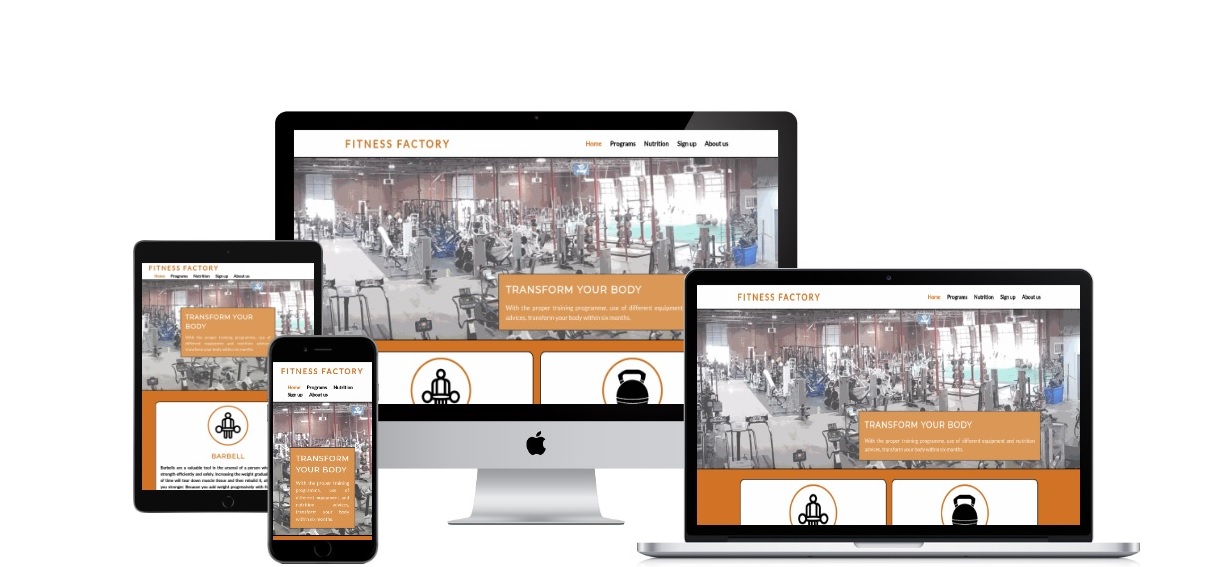 FITNESS FACTORY
Home Programs Nutrition Sign up About us
TRANSFORM YOUR BODY
With the proper training programme, use of different equipment
advices, transform your body within six months.
FITNESS FACTORY
Home Programs Nutrition Sign up About us
TRANSFORM YOUR
BODY
With the proper training programme, use of
different equipment and nutrition advices,
transform your body within six months.
BARBELL
Barbells are a valuable tool in the arsenal of a person
strength efficiently and safely. Increasing the weight
of time will tear down muscle tissue and then rebuild it,
you stronger. Because you add weight progressively with
FITNESS FACTORY
Home Programs Nutrition
Sign up About us
TRANSFORM
YOUR BODY
With the proper training
programme, use of
different equipment and
nutrition advices,
transform your body
within six months.
FITNESS FACTORY
Home Programs Nutrition Sign up About us
TRANSFORM YOUR BODY
With the proper training programme, use of different equipment and nutrition
advices, transform your body within six months.